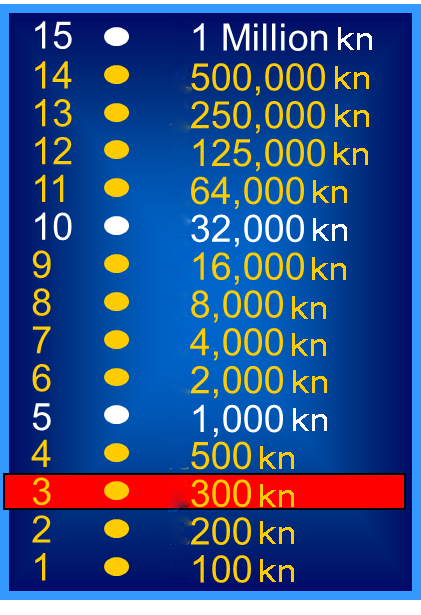 15 1 Million kn
14 500,000 kn
13 250,000 kn
12 125,000 kn
11 64,000 kn
10 32,000 kn
9 16,000 kn
8 8,000 kn
7 4,000 kn
6 2,000 kn
5 1,000 kn
4 500 kn
3 300 kn
2 200 kn
1 100 kn